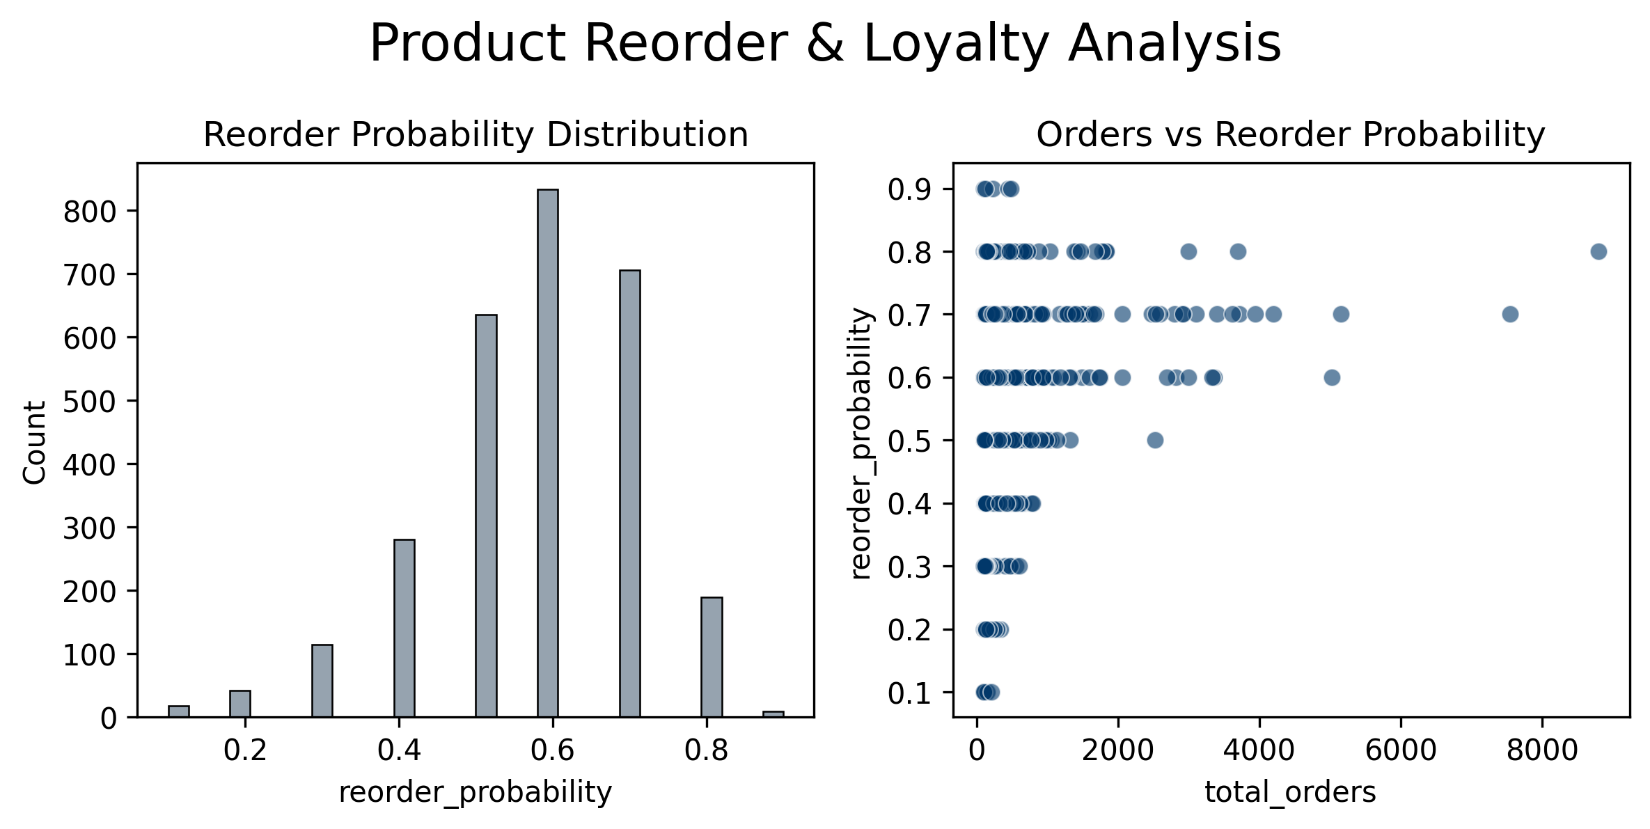 Product Reorder & Loyalty Analysis
Reorder Probability Distribution
Count
800
700
600
500
400
300
200
100
0
0.2 0.4 0.6 0.8
reorder_probability
Orders vs Reorder Probability
reorder_probability
0.9
0.8
0.7
0.6
0.5
0.4
0.3
0.2
0.1
0 2000 4000 6000 8000
total_orders